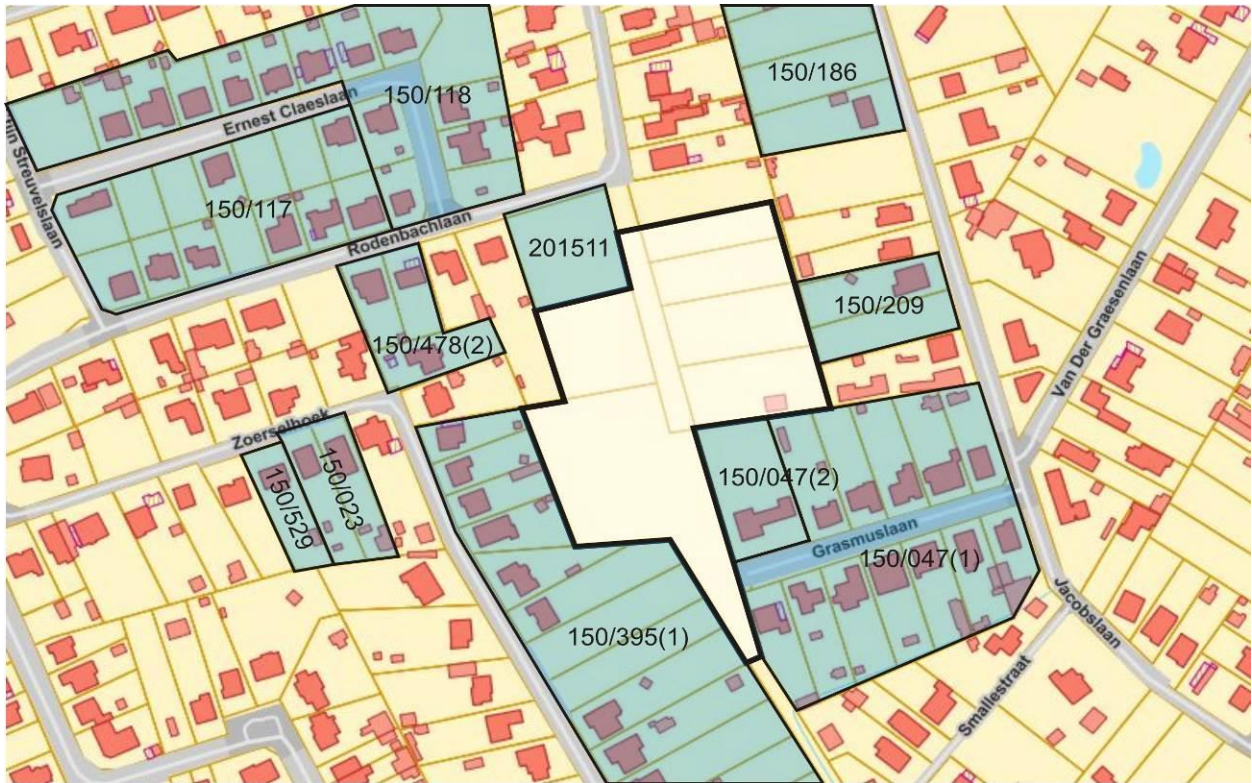 150/186
150/118
Ernest Claeslaan
Streuvelslaan
150/117
Rodenbachlaan
201511
150/209
Van Der Graesenlaan
150/478(2)
Zoerselhoek
150/023
150/529
150/047(2)
Grasmuslaan
150/047(1)
Jacobslaan
150/395(1)
Smallestraat